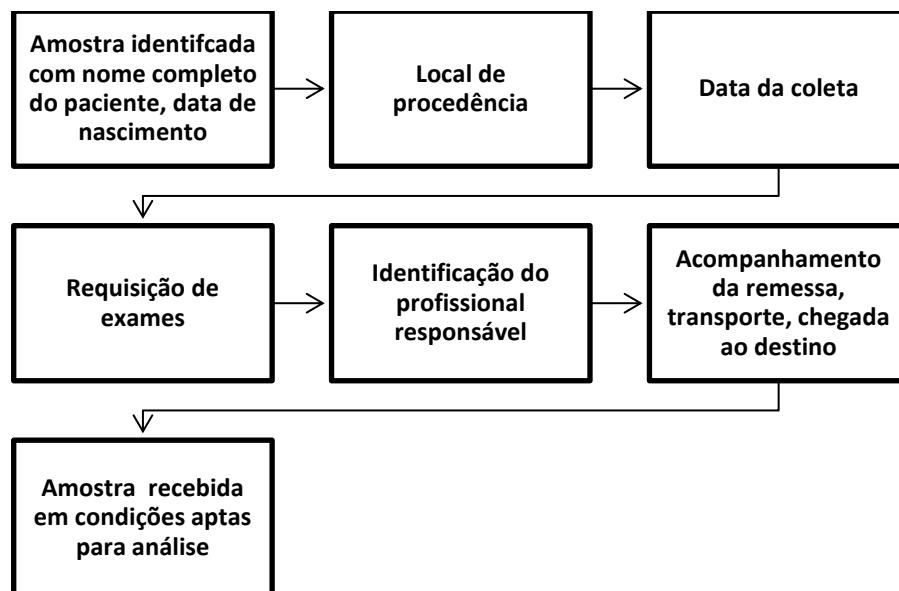 Amostra identifcada
com nome completo
do paciente, data de
nascimento
Local de
procedência
Data da coleta
Requisição de
exames
Identificação do
profissional
responsável
Acompanhamento
da remessa,
transporte, chegada
ao destino
Amostra recebida
em condições aptas
para análise